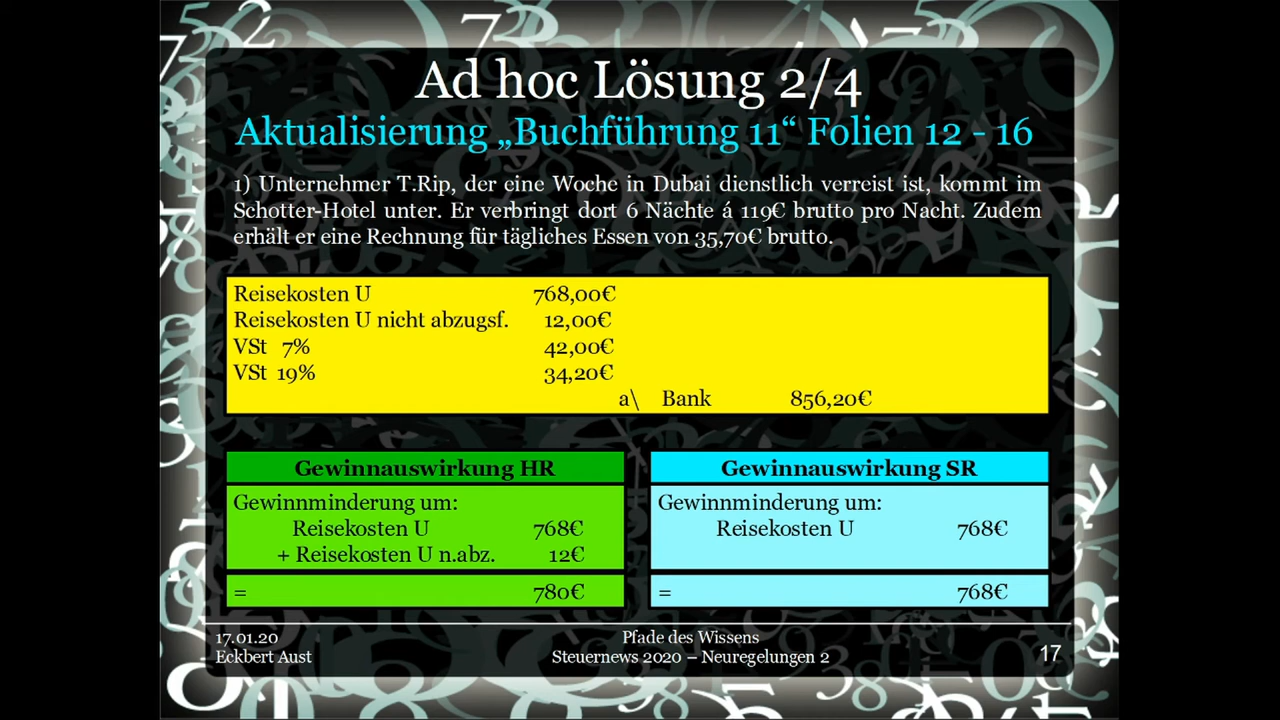 Ad hoc Lösung 2/4
Aktualisierung „Buchführung 11“ Folien 12 - 16
1) Unternehmer T.Rip, der eine Woche in Dubai dienstlich verreist ist, kommt im
Schotter-Hotel unter. Er verbringt dort 6 Nächte á 119€ brutto pro Nacht. Zudem
erhält er eine Rechnung für tägliches Essen von 35,70€ brutto.
Reisekosten U 768,00€
Reisekosten U nicht abzugsf. 12,00€
VSt 7% 42,00€
VSt 19% 34,20€
a\ Bank 856,20€
Gewinnauswirkung HR
Gewinnminderung um:
Reisekosten U 768€
+ Reisekosten U n.abz. 12€
= 780€
Gewinnauswirkung SR
Gewinnminderung um:
Reisekosten U 768€
= 768€
17.01.20
Eckbert Aust
Pfade des Wissens
Steuernews 2020 – Neuregelungen 2
17